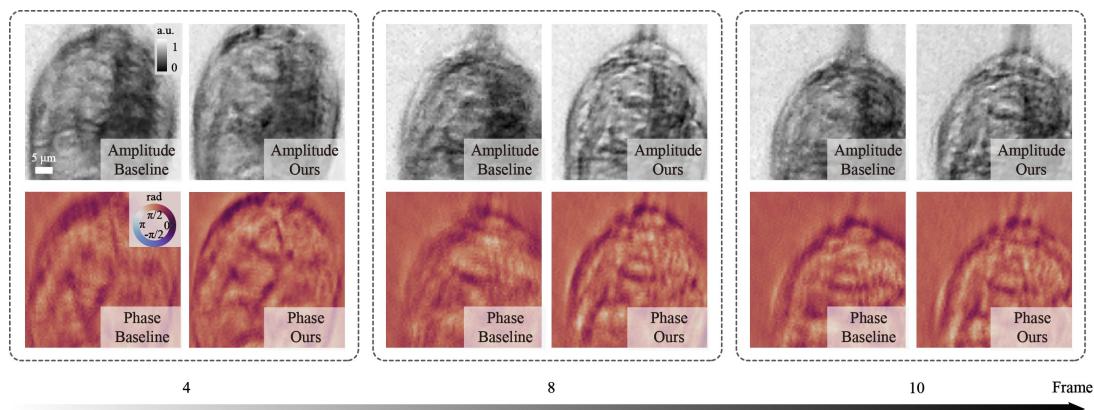 a.u.
1
0
5 μm
Amplitude
Baseline
Amplitude
Ours
Amplitude
Baseline
Amplitude
Ours
Amplitude
Baseline
Amplitude
Ours
rad
π/2
π 0
-π/2
Phase
Baseline
Phase
Ours
Phase
Baseline
Phase
Ours
Phase
Baseline
Phase
Ours
4 8 10 Frame